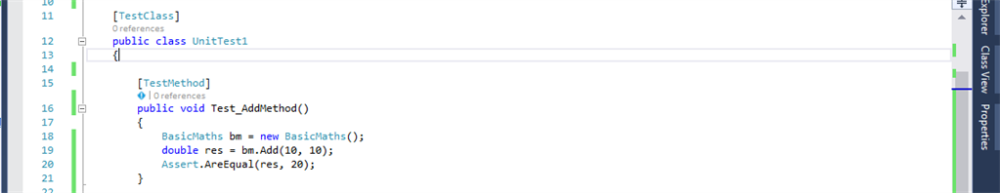 10
11 [TestClass]
0 references
12 public class UnitTest1
13 {
14
15 [TestMethod]
| 0 references
16 public void Test_AddMethod()
17 {
18 BasicMaths bm = new BasicMaths();
19 double res = bm.Add(10, 10);
20 Assert.AreEqual(res, 20);
21 }
22
Explorer
Class View
Properties